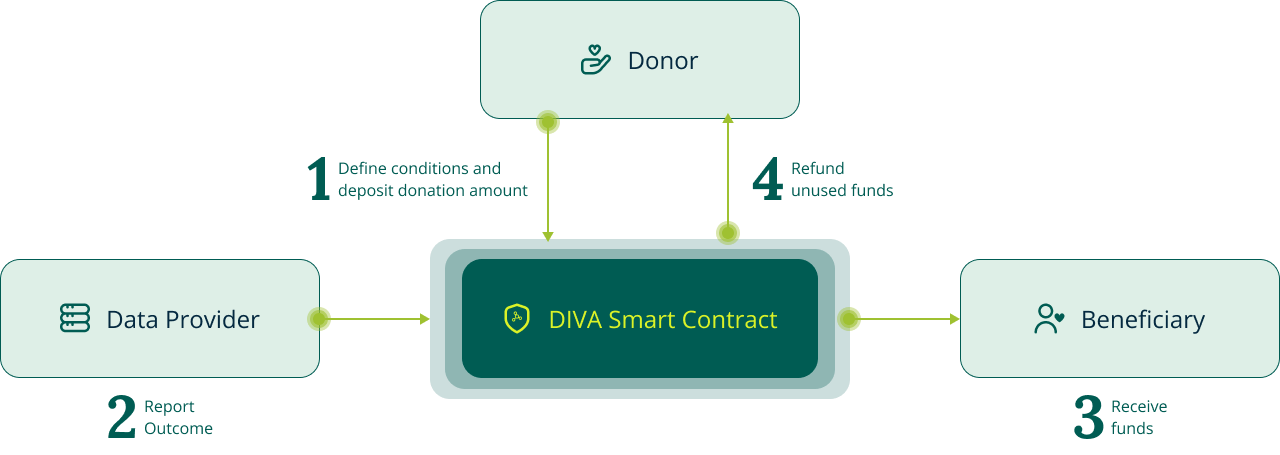 Donor
1
Define conditions and
deposit donation amount
4
Refund
unused funds
Data Provider
DIVA Smart Contract
Beneficiary
2
Report
Outcome
3
Receive
funds